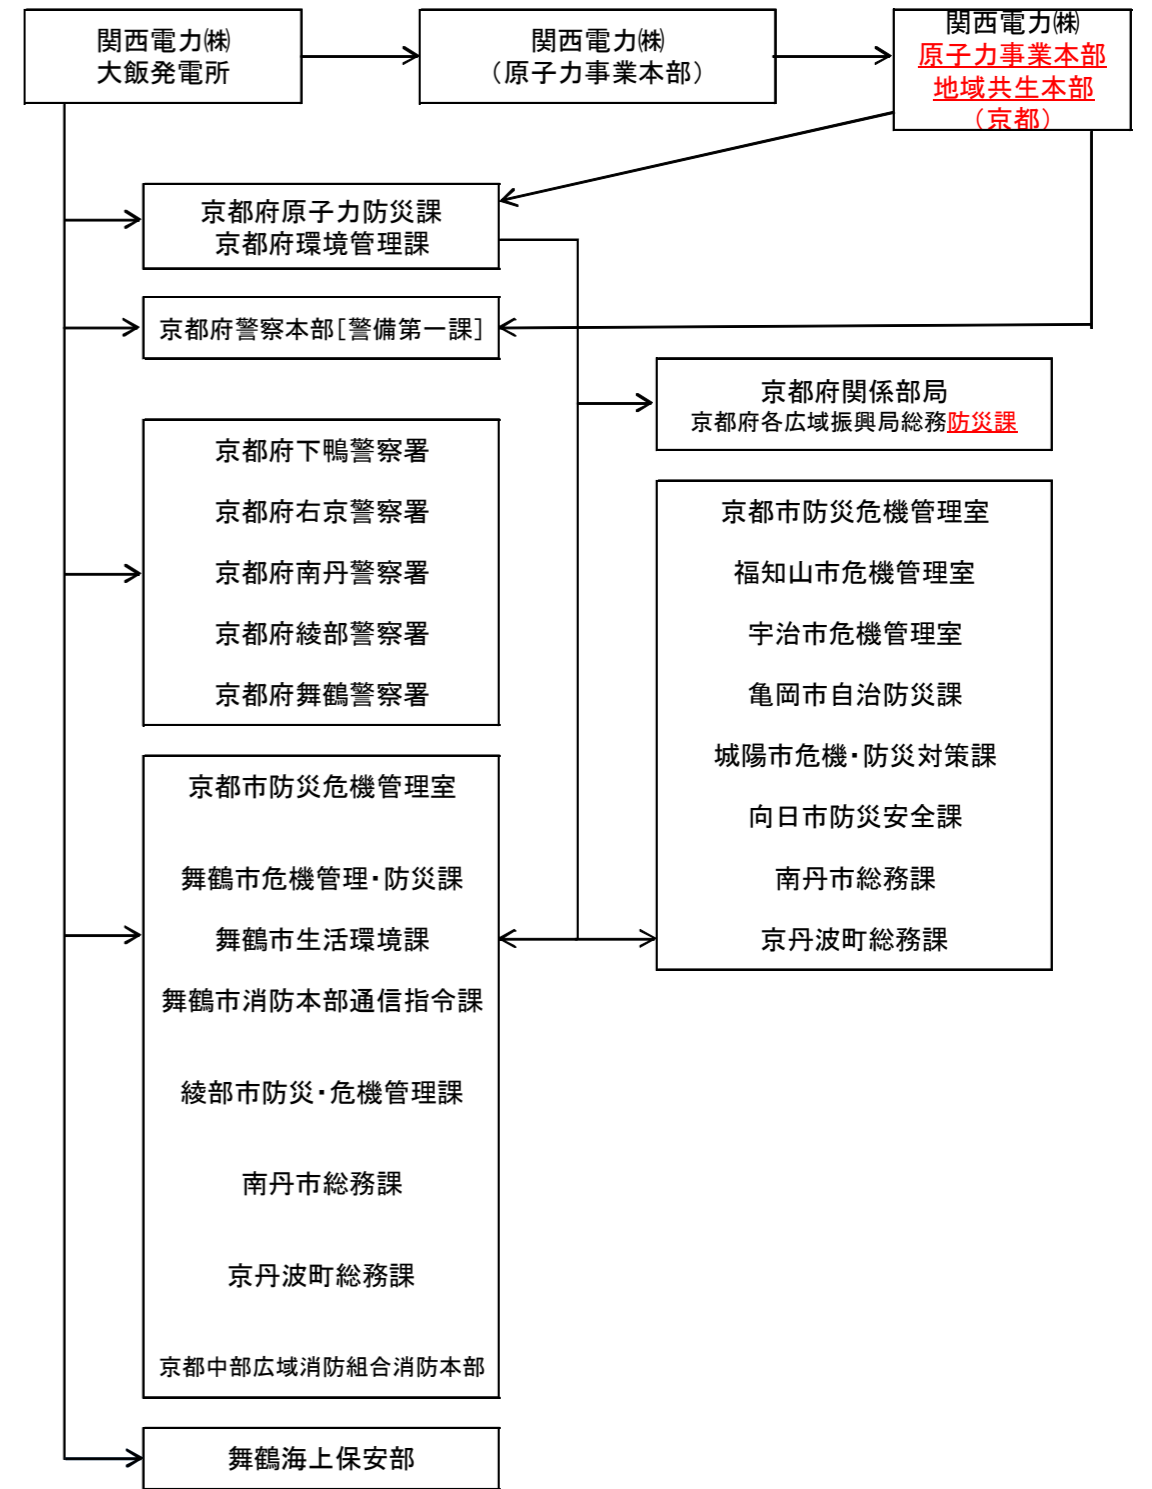 関西電力㈱
大飯発電所
関西電力㈱
（原子力事業本部）
関西電力㈱
原子力事業本部
地域共生本部
（京都）
京都府原子力防災課
京都府環境管理課
京都府警察本部［警備第一課］
京都府関係部局
京都府各広域振興局総務防災課
京都府下鴨警察署
京都府右京警察署
京都府南丹警察署
京都府綾部警察署
京都府舞鶴警察署
京都市防災危機管理室
福知山市危機管理室
宇治市危機管理室
亀岡市自治防災課
城陽市危機・防災対策課
向日市防災安全課
南丹市総務課
京丹波町総務課
京都市防災危機管理室
舞鶴市危機管理・防災課
舞鶴市生活環境課
舞鶴市消防本部通信指令課
綾部市防災・危機管理課
南丹市総務課
京丹波町総務課
京都中部広域消防組合消防本部
舞鶴海上保安部